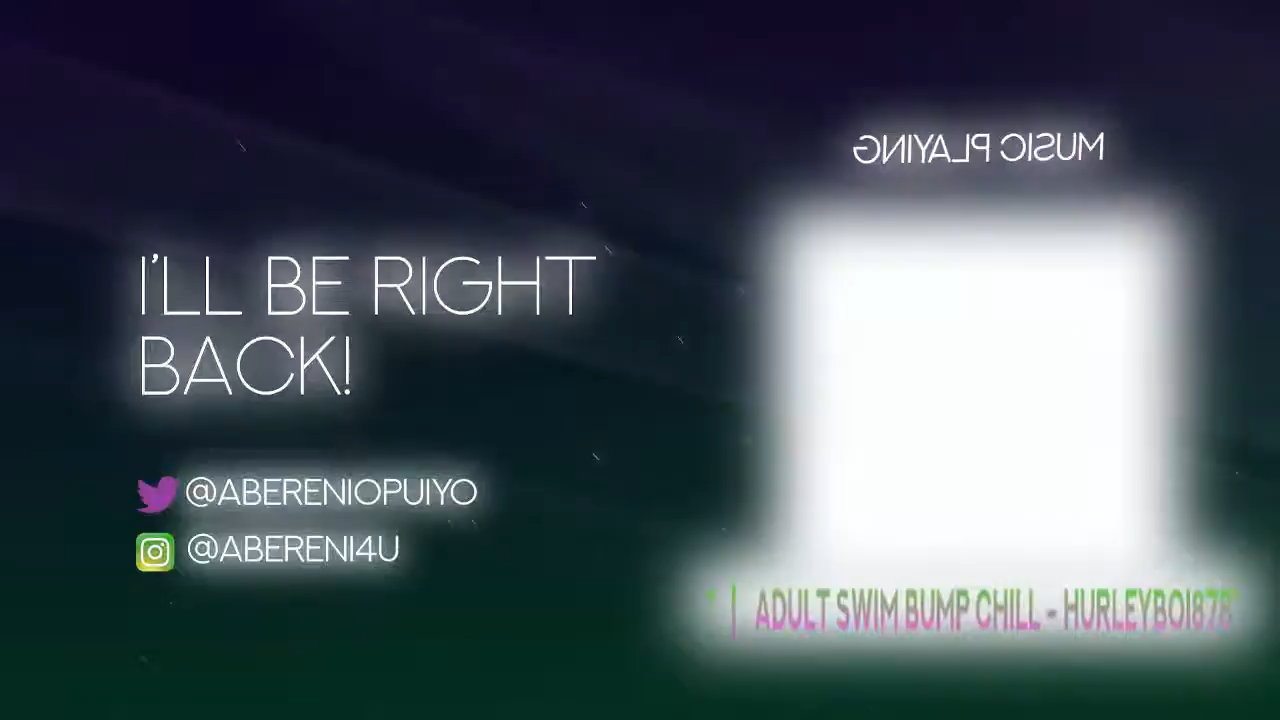 I'LL BE RIGHT
BACK!
@ABERENIOPUIYO
@ABERENI4U
MUSIC PLAYING
" | ADULT SWIM BUMP CHILL - HURLEYBOI878"